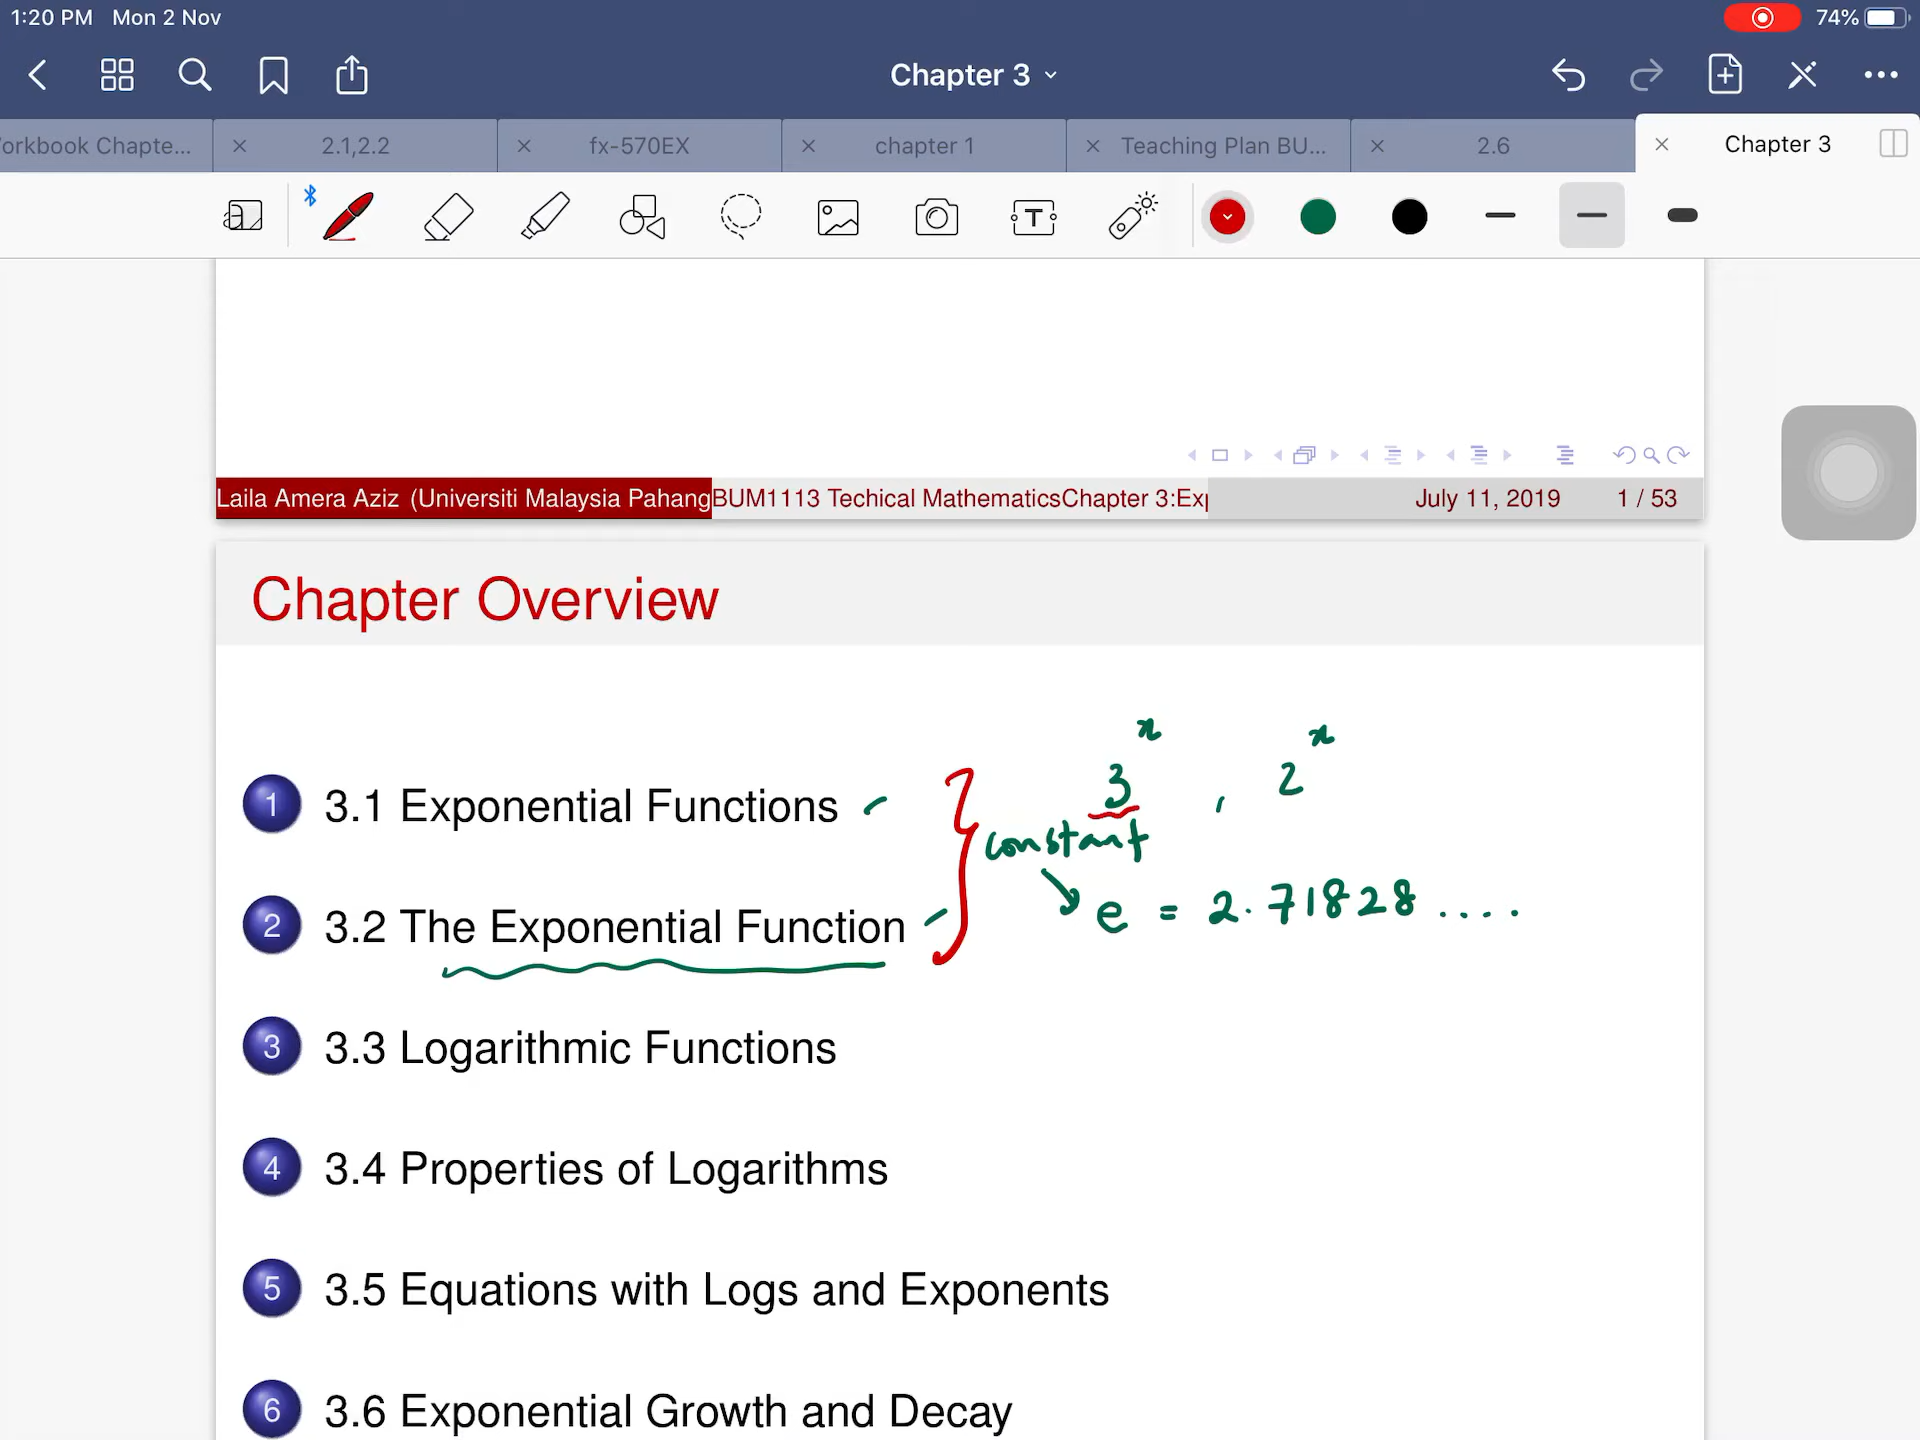 1:20 PM Mon 2 Nov 74%
Chapter 3
orkbook Chapte... 2.1,2.2 fx-570EX chapter 1 Teaching Plan BU... 2.6 Chapter 3
Laila Amera Aziz (Universiti Malaysia Pahang BUM1113 Techical MathematicsChapter 3:Exp July 11, 2019 1 / 53
Chapter Overview
1 3.1 Exponential Functions 3^x , 2^x
constant
2 3.2 The Exponential Function e = 2.71828 ....
3 3.3 Logarithmic Functions
4 3.4 Properties of Logarithms
5 3.5 Equations with Logs and Exponents
6 3.6 Exponential Growth and Decay